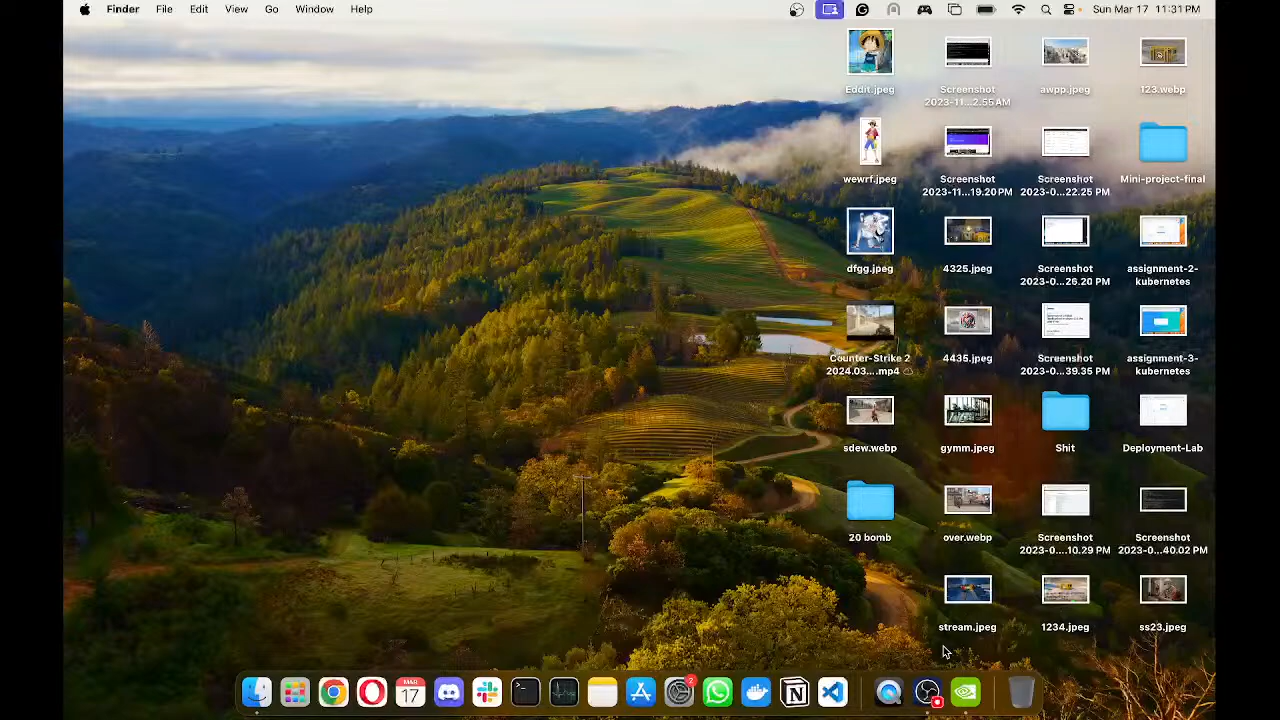 Finder File Edit View Go Window Help
Sun Mar 17 11:31 PM
Eddit.jpeg
Screenshot
2023-11...2.55 AM
awpp.jpeg
123.webp
wewrf.jpeg
Screenshot
2023-11...19.20 PM
Screenshot
2023-0....22.25 PM
Mini-project-final
dfgg.jpeg
4325.jpeg
Screenshot
2023-0...26.20 PM
assignment-2-
kubernetes
Counter-Strike 2
2024.03....mp4
4435.jpeg
Screenshot
2023-0...39.35 PM
assignment-3-
kubernetes
sdew.webp
gymm.jpeg
Shit
Deployment-Lab
20 bomb
over.webp
Screenshot
2023-0....10.29 PM
Screenshot
2023-0...40.02 PM
stream.jpeg
1234.jpeg
ss23.jpeg
MAR
17
2